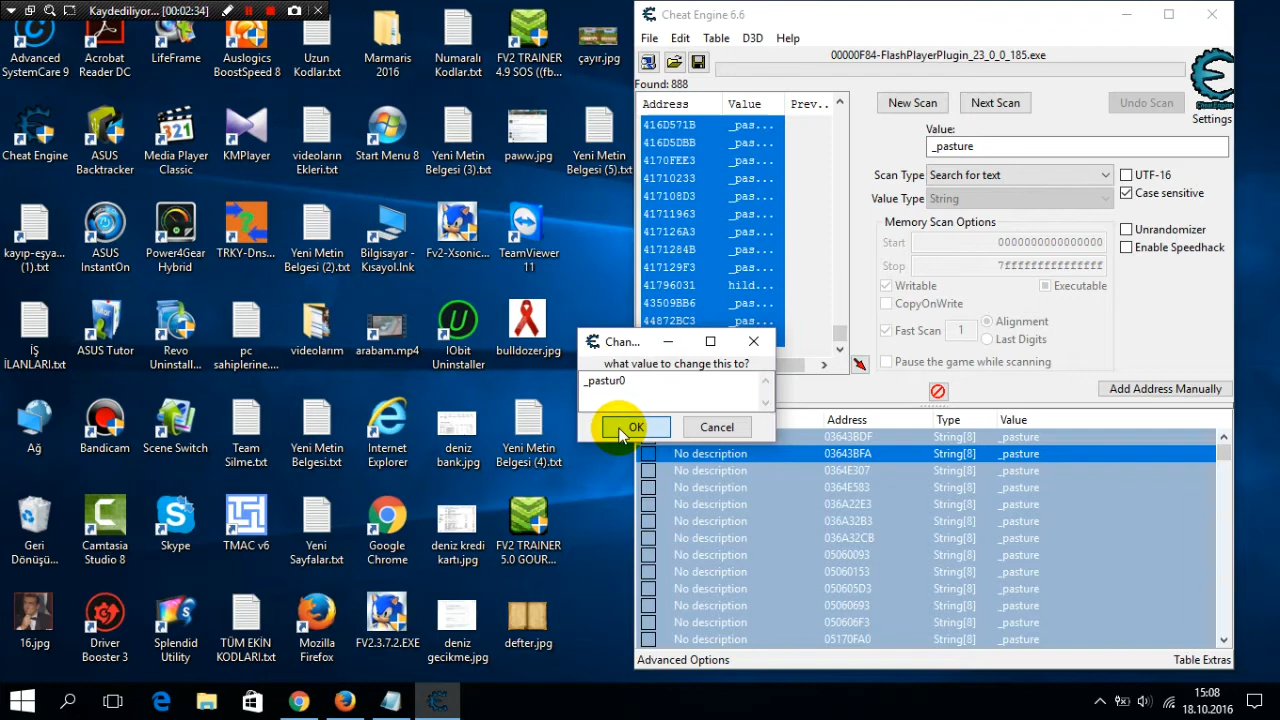 Kaydediliyor... [00:02:34]
Advanced
SystemCare 9
Acrobat
Reader DC
LifeFrame
Auslogics
BoostSpeed 8
Uzun
Kodlar.txt
Marmaris
2016
Numaralı
Kodlar.txt
FV2 TRAINER
4.9 SOS ((fb...
çayır.jpg
Cheat Engine
ASUS
Backtracker
Media Player
Classic
KMPlayer
videoların
Ekleri.txt
Start Menu 8
Yeni Metin
Belgesi (3).txt
paww.jpg
Yeni Metin
Belgesi (5).txt
kayıp-eşya...
(1).txt
ASUS
InstantOn
Power4Gear
Hybrid
TRKY-Dns...
Yeni Metin
Belgesi (2).txt
Bilgisayar -
Kısayol.lnk
Fv2-Xsonic...
TeamViewer
11
İŞ
İLANLARI.txt
ASUS Tutor
Revo
Uninstall...
pc
sahiplerine...
videolarım
arabam.mp4
IObit
Uninstaller
bulldozer.jpg
Ağ
Bandicam
Scene Switch
Team
Silme.txt
Yeni Metin
Belgesi.txt
Internet
Explorer
deniz
bank.jpg
Yeni Metin
Belgesi (4).txt
Geri
Dönüşü...
Camtasia
Studio 8
Skype
TMAC v6
Yeni
Sayfalar.txt
Google
Chrome
deniz kredi
kartı.jpg
FV2 TRAINER
5.0 GOUR...
16.jpg
Driver
Booster 3
Splendid
Utility
TÜM EKİN
KODLARI.txt
Mozilla
Firefox
FV2.3.7.2.EXE
deniz
gecikme.jpg
defter.jpg
Cheat Engine 6.6
File Edit Table D3D Help
00000F84-FlashPlayerPlugin_23_0_0_185.exe
Found: 888
Address Value Prev...
416D571B _pas...
416D5DBB _pas...
4170FEE3 _pas...
41710233 _pas...
417108D3 _pas...
41711963 _pas...
417126A3 _pas...
4171284B _pas...
417129F3 _pas...
41796031 hild...
43509BB6 _pas...
44872BC3 _pas...
New Scan Next Scan Undo Scan
Settings
Value:
_pasture
Scan Type Search for text UTF-16
Value Type String Case sensitive
Memory Scan Options
Start 0000000000000000
Stop 7fffffffffffffff
Unrandomizer
Enable Speedhack
Writable Executable
CopyOnWrite
Fast Scan 1 Alignment
Last Digits
Pause the game while scanning
Add Address Manually
Chan...
what value to change this to?
_pastur0
OK Cancel
Address Type Value
03643BDF String[8] _pasture
No description 03643BFA String[8] _pasture
No description 0364E307 String[8] _pasture
No description 0364E583 String[8] _pasture
No description 036A22E3 String[8] _pasture
No description 036A32B3 String[8] _pasture
No description 036A32CB String[8] _pasture
No description 05060093 String[8] _pasture
No description 05060153 String[8] _pasture
No description 050605D3 String[8] _pasture
No description 05060693 String[8] _pasture
No description 050606F3 String[8] _pasture
No description 05170FA0 String[8] _pasture
Advanced Options Table Extras
15:08
18.10.2016